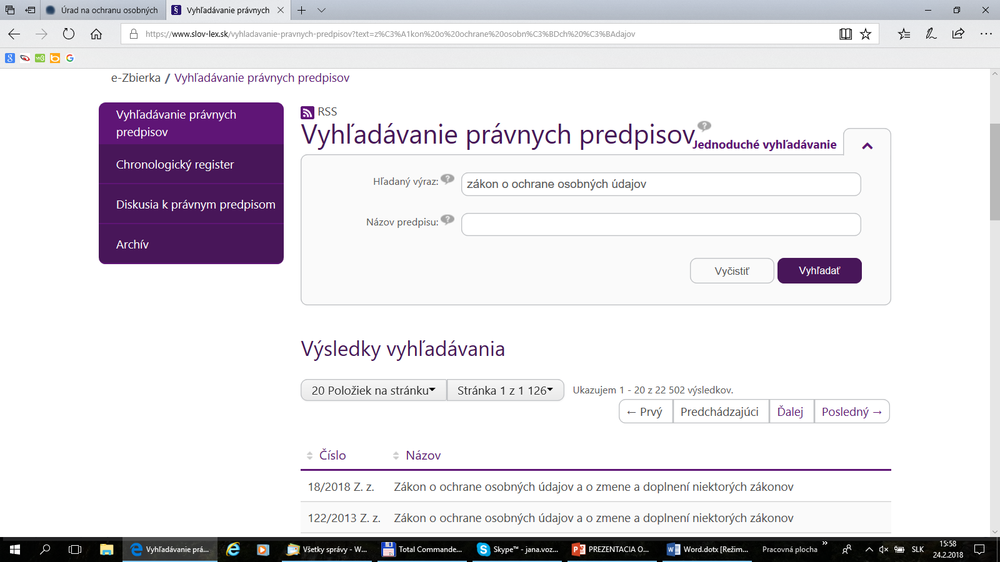 Úrad na ochranu osobných
Vyhľadávanie právnych
https://www.slov-lex.sk/vyhladavanie-pravnych-predpisov?text=z%C3%A1kon%20o%20ochrane%20osobn%C3%BDch%20%C3%BAdajov
e-Zbierka / Vyhľadávanie právnych predpisov
Vyhľadávanie právnych
predpisov
Chronologický register
Diskusia k právnym predpisom
Archív
RSS
Vyhľadávanie právnych predpisov
Jednoduché vyhľadávanie
Hľadaný výraz: zákon o ochrane osobných údajov
Názov predpisu:
Vyčistiť Vyhľadať
Výsledky vyhľadávania
20 Položiek na stránku Stránka 1 z 1 126 Ukazujem 1 - 20 z 22 502 výsledkov.
← Prvý Predchádzajúci Ďalej Posledný →
Číslo Názov
18/2018 Z. z. Zákon o ochrane osobných údajov a o zmene a doplnení niektorých zákonov
122/2013 Z. z. Zákon o ochrane osobných údajov a o zmene a doplnení niektorých zákonov
Vyhľadávanie prá... Všetky správy - W... Total Commande... Skype™ - jana.voz... PREZENTACIA O... Word.dotx [Režim... Pracovná plocha » SLK
15:58
24.2.2018